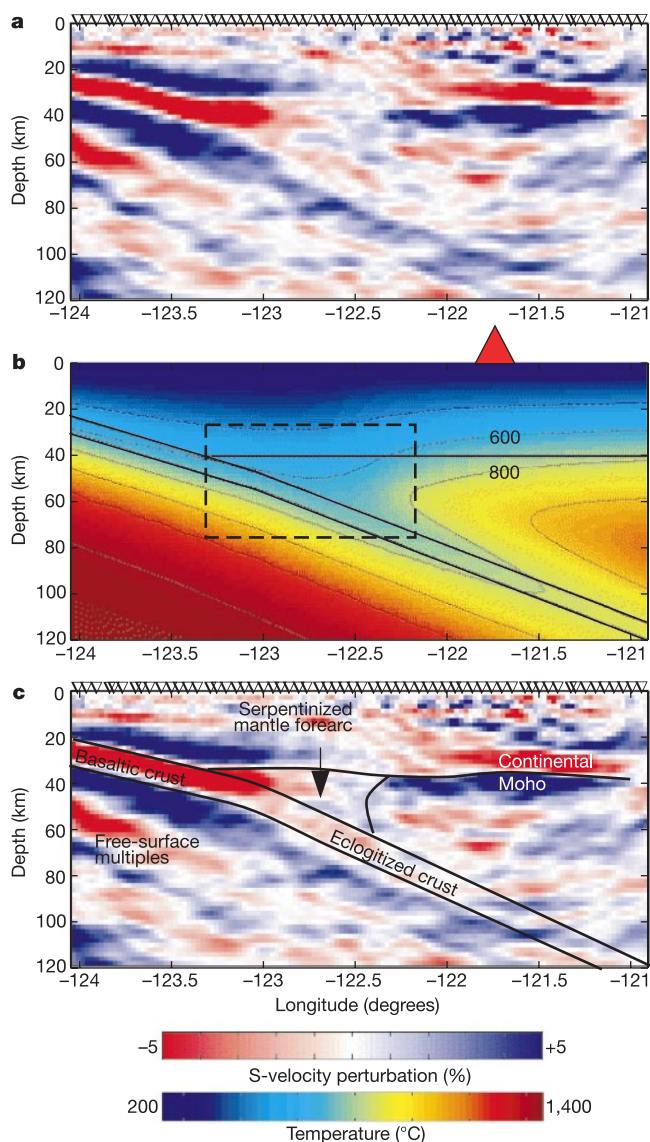 a
0
20
40
60
80
100
120
Depth (km)
−124 −123.5 −123 −122.5 −122 −121.5 −121
b
0
20
40
60
80
100
120
Depth (km)
600
800
−124 −123.5 −123 −122.5 −122 −121.5 −121
c
0
20
40
60
80
100
120
Depth (km)
Serpentinized
mantle forearc
Basaltic crust
Continental
Moho
Free-surface
multiples
Eclogitized crust
−124 −123.5 −123 −122.5 −122 −121.5 −121
Longitude (degrees)
−5 +5
S-velocity perturbation (%)
200 1,400
Temperature (°C)